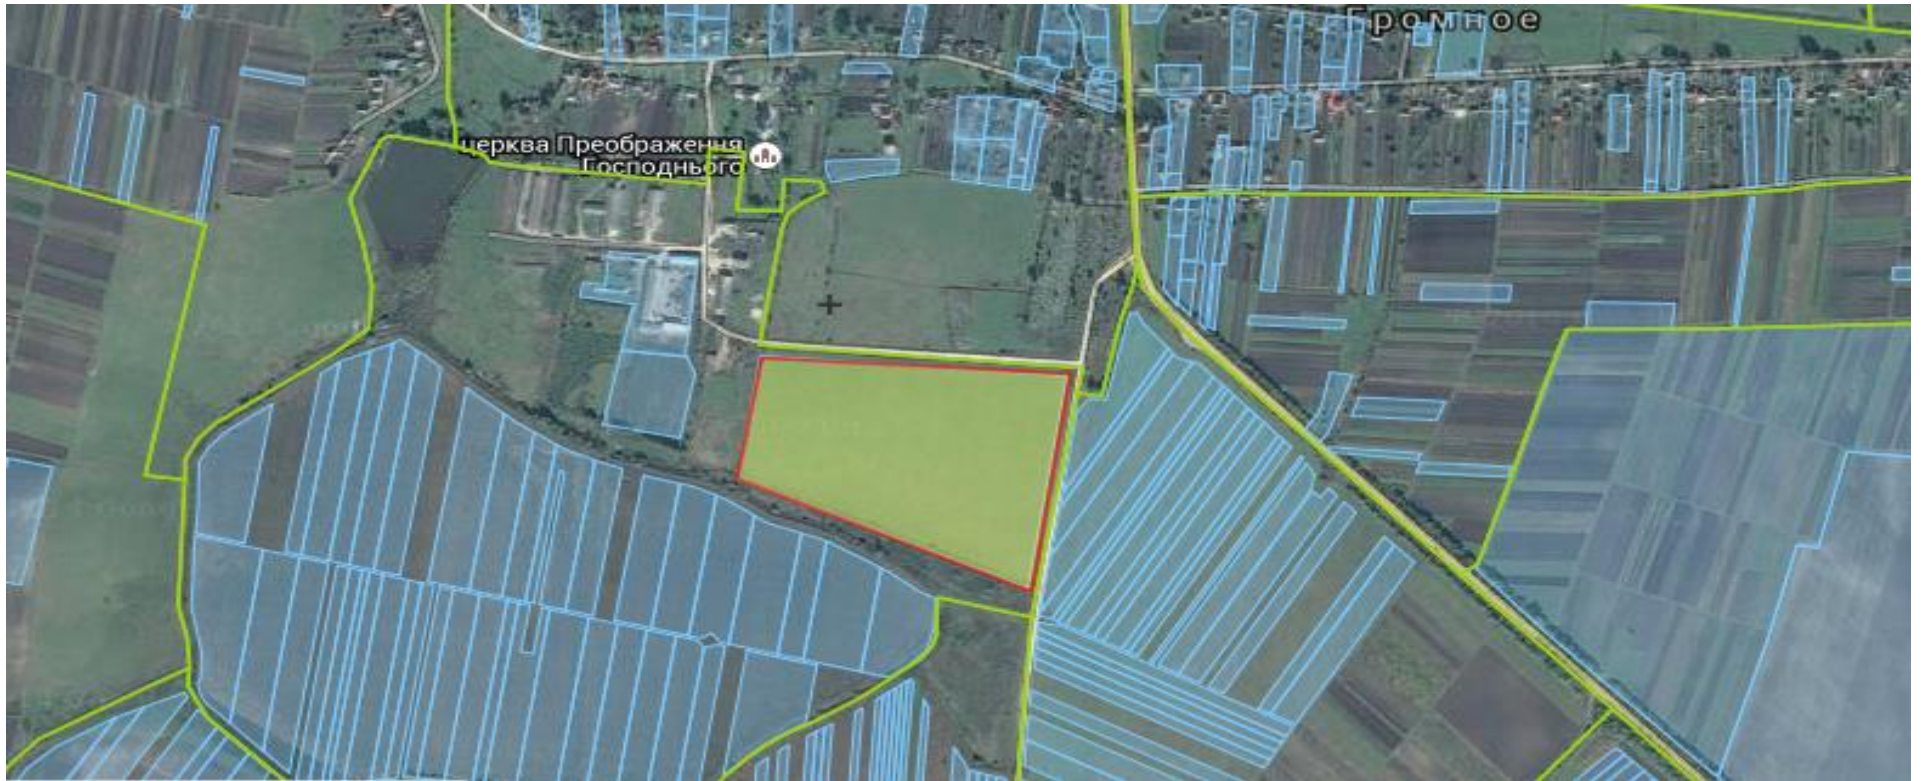 Громное
церква Преображення
Господнього